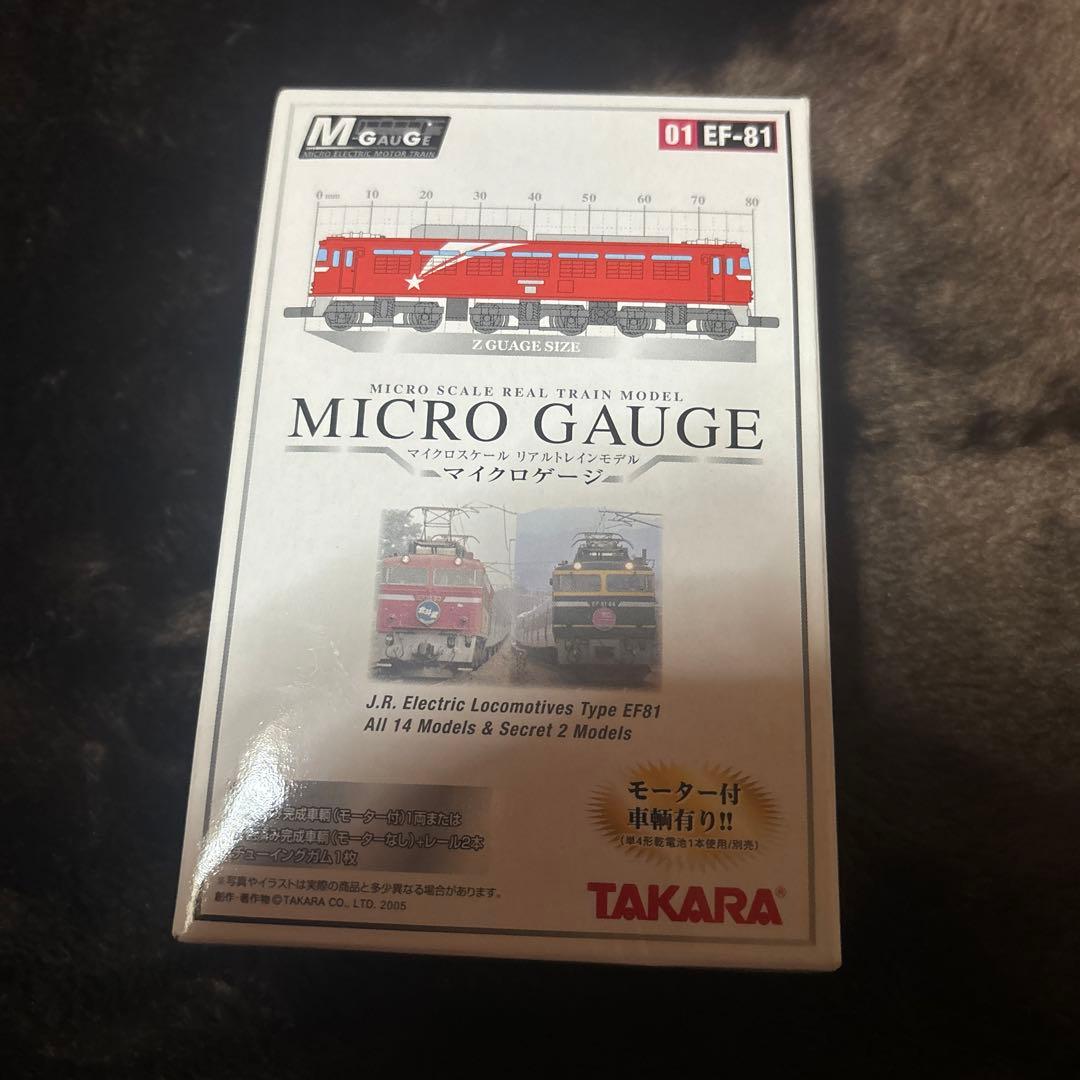 M-GAUGE
MICRO ELECTRIC MOTOR TRAIN
01 EF-81
0 mm 10 20 30 40 50 60 70 80
Z GUAGE SIZE
MICRO SCALE REAL TRAIN MODEL
MICRO GAUGE
マイクロスケール リアルトレインモデル
マイクロゲージ
J.R. Electric Locomotives Type EF81
All 14 Models & Secret 2 Models
完成車輌(モーター付)1両または
済み完成車輌(モーターなし)+レール2本
チューイングガム1枚
※写真やイラストは実際の商品と多少異なる場合があります。
創作・著作物©TAKARA CO., LTD. 2005
モーター付
車輌有り!!
(単4形乾電池1本使用/別売)
TAKARA®